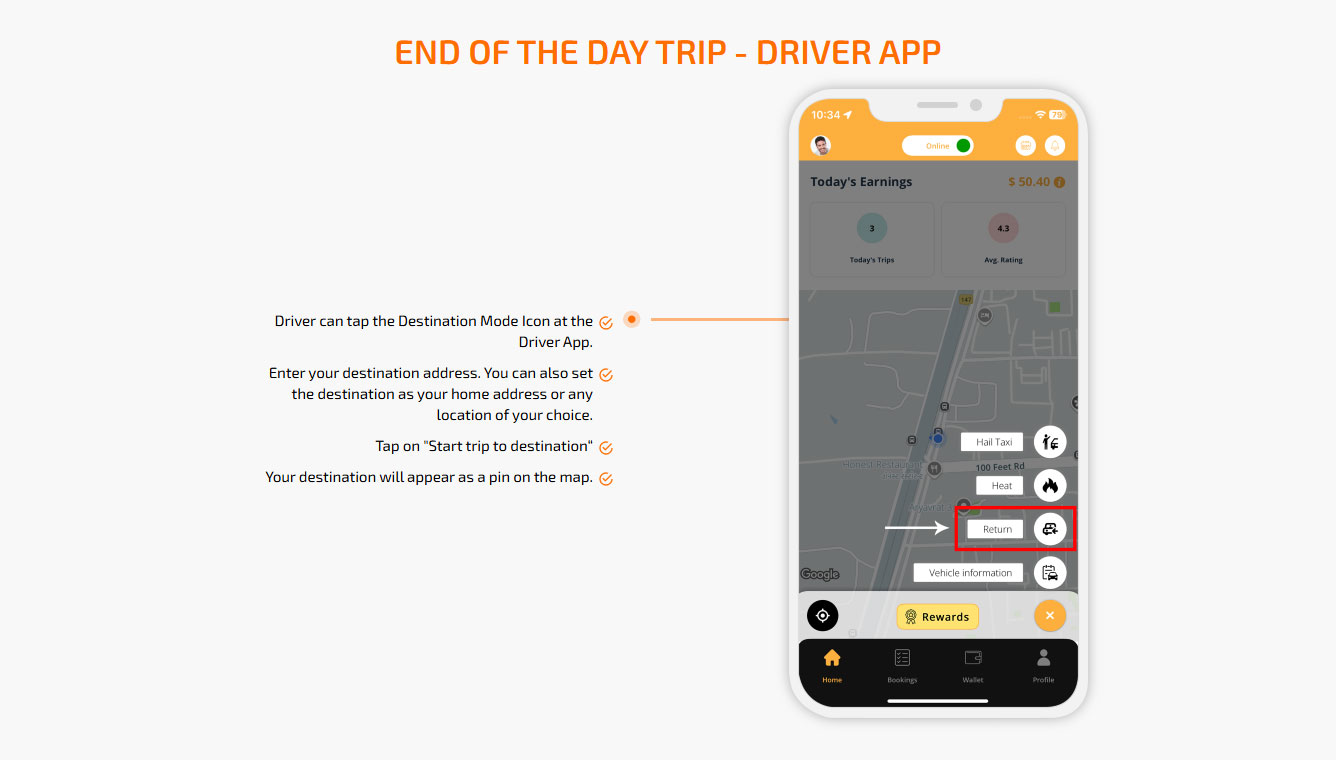 END OF THE DAY TRIP - DRIVER APP
Driver can tap the Destination Mode Icon at the
Driver App.
Enter your destination address. You can also set
the destination as your home address or any
location of your choice.
Tap on "Start trip to destination"
Your destination will appear as a pin on the map.
10:34
79
Online
Today's Earnings
$ 50.40
3
Today's Trips
4.3
Avg. Rating
147
Hail Taxi
Honest Restaurant
100 Feet Rd
Heat
Return
Google
Vehicle information
Rewards
Home
Bookings
Wallet
Profile